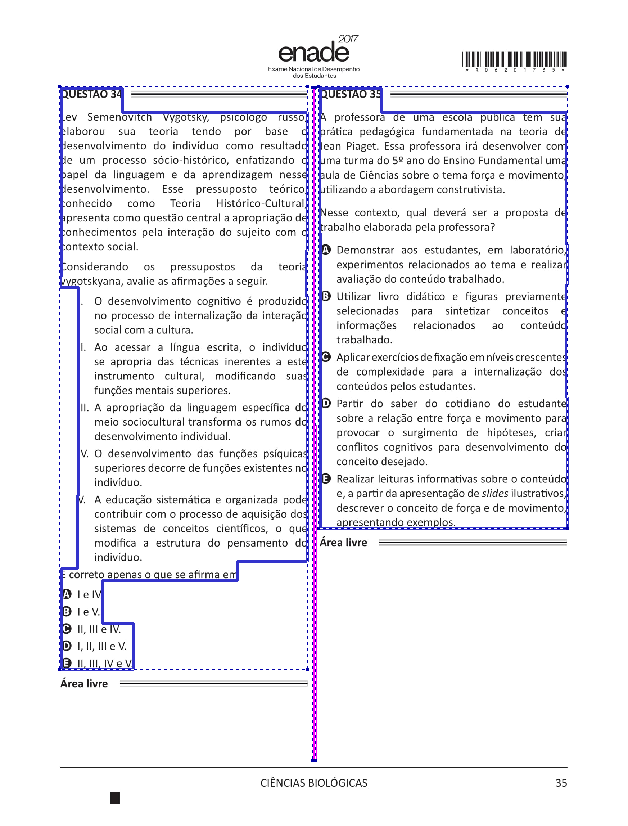 2017
enade
Exame Nacional de Desempenho
dos Estudantes
QUESTÃO 34
Lev Semenovitch Vygotsky, psicólogo russo,
elaborou sua teoria tendo por base o
desenvolvimento do indivíduo como resultado
de um processo sócio-histórico, enfatizando o
papel da linguagem e da aprendizagem nesse
desenvolvimento. Esse pressuposto teórico,
conhecido como Teoria Histórico-Cultural,
apresenta como questão central a apropriação de
conhecimentos pela interação do sujeito com o
contexto social.
Considerando os pressupostos da teoria
vygotskyana, avalie as afirmações a seguir.
I. O desenvolvimento cognitivo é produzido
no processo de internalização da interação
social com a cultura.
II. Ao acessar a língua escrita, o indivíduo
se apropria das técnicas inerentes a este
instrumento cultural, modificando suas
funções mentais superiores.
III. A apropriação da linguagem específica do
meio sociocultural transforma os rumos do
desenvolvimento individual.
IV. O desenvolvimento das funções psíquicas
superiores decorre de funções existentes no
indivíduo.
V. A educação sistemática e organizada pode
contribuir com o processo de aquisição dos
sistemas de conceitos científicos, o que
modifica a estrutura do pensamento do
indivíduo.
É correto apenas o que se afirma em
A I e IV.
B I e V.
C II, III e IV.
D I, II, III e V.
E II, III, IV e V.
Área livre
QUESTÃO 35
A professora de uma escola pública tem sua
prática pedagógica fundamentada na teoria de
Jean Piaget. Essa professora irá desenvolver com
uma turma do 5º ano do Ensino Fundamental uma
aula de Ciências sobre o tema força e movimento,
utilizando a abordagem construtivista.
Nesse contexto, qual deverá ser a proposta de
trabalho elaborada pela professora?
A Demonstrar aos estudantes, em laboratório,
experimentos relacionados ao tema e realizar
avaliação do conteúdo trabalhado.
B Utilizar livro didático e figuras previamente
selecionadas para sintetizar conceitos e
informações relacionados ao conteúdo
trabalhado.
C Aplicar exercícios de fixação em níveis crescentes
de complexidade para a internalização dos
conteúdos pelos estudantes.
D Partir do saber do cotidiano do estudante
sobre a relação entre força e movimento para
provocar o surgimento de hipóteses, criar
conflitos cognitivos para desenvolvimento do
conceito desejado.
E Realizar leituras informativas sobre o conteúdo
e, a partir da apresentação de slides ilustrativos,
descrever o conceito de força e de movimento,
apresentando exemplos.
Área livre
CIÊNCIAS BIOLÓGICAS
35